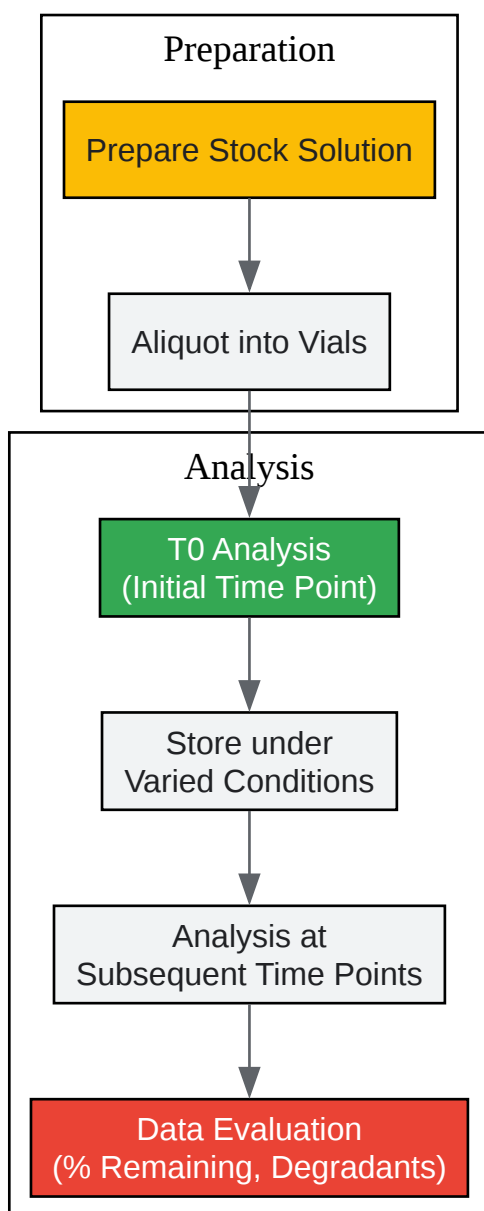 Preparation
Prepare Stock Solution
Aliquot into Vials
Analysis
T0 Analysis
(Initial Time Point)
Store under
Varied Conditions
Analysis at
Subsequent Time Points
Data Evaluation
(% Remaining, Degradants)